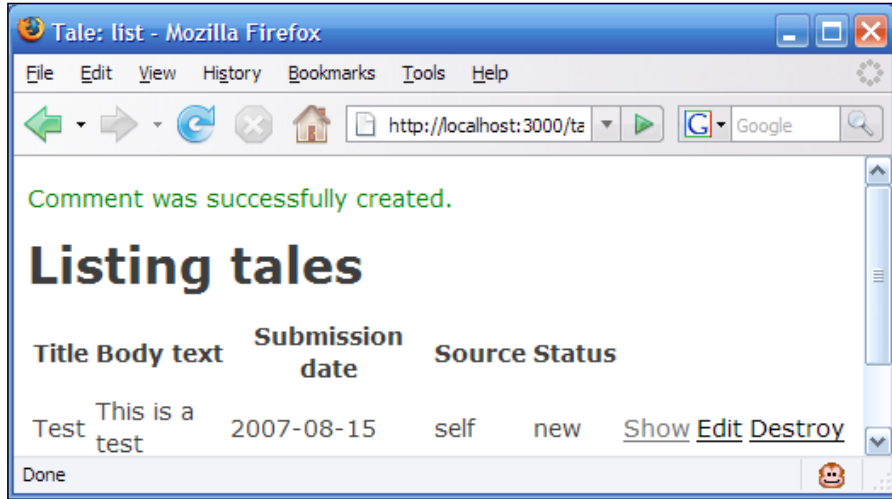 Tale: list - Mozilla Firefox
File Edit View History Bookmarks Tools Help
http://localhost:3000/ta G Google
Comment was successfully created.
Listing tales
Title Body text Submission date Source Status
Test This is a test 2007-08-15 self new Show Edit Destroy
Done